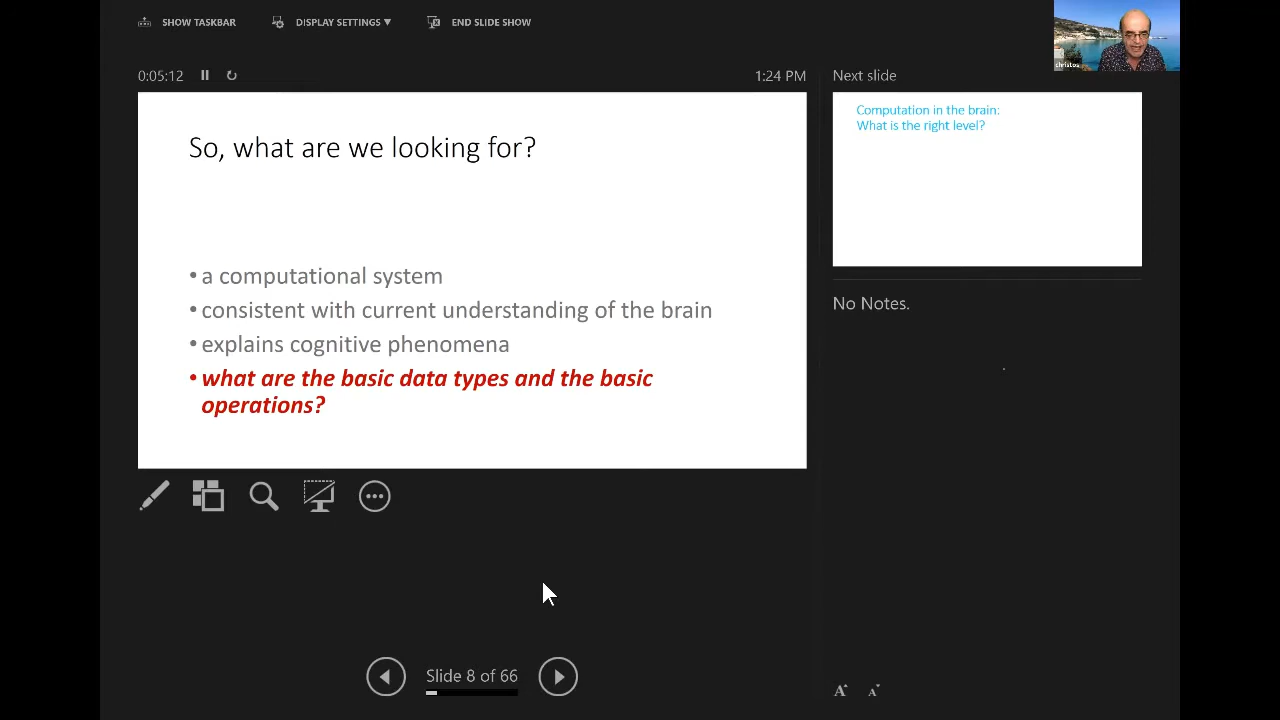 SHOW TASKBAR
DISPLAY SETTINGS ▼
END SLIDE SHOW
christos
0:05:12
1:24 PM
Next slide
So, what are we looking for?
• a computational system
• consistent with current understanding of the brain
• explains cognitive phenomena
• what are the basic data types and the basic
operations?
Computation in the brain:
What is the right level?
No Notes.
Slide 8 of 66
A A